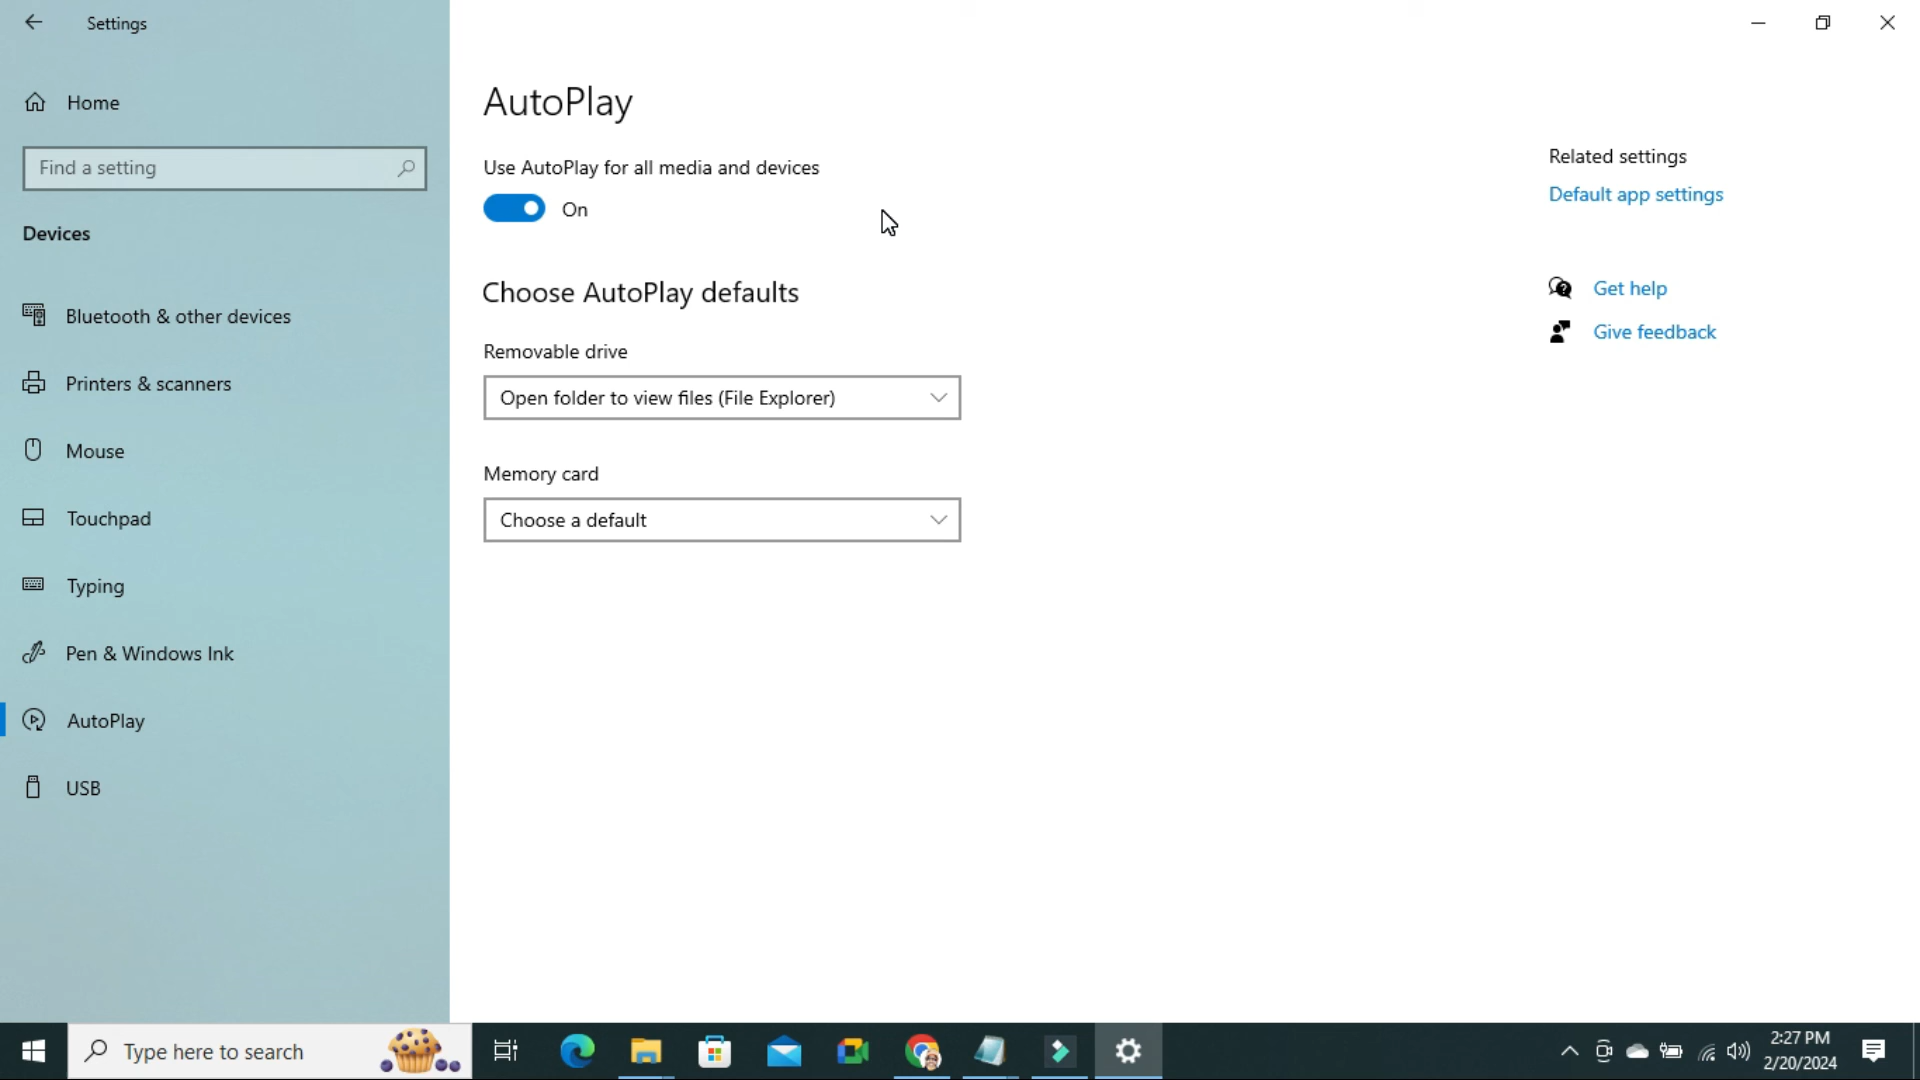 Settings
Home
Find a setting
Devices
Bluetooth & other devices
Printers & scanners
Mouse
Touchpad
Typing
Pen & Windows Ink
AutoPlay
USB
AutoPlay
Use AutoPlay for all media and devices
On
Choose AutoPlay defaults
Removable drive
Open folder to view files (File Explorer)
Memory card
Choose a default
Related settings
Default app settings
Get help
Give feedback
Type here to search
2:27 PM
2/20/2024